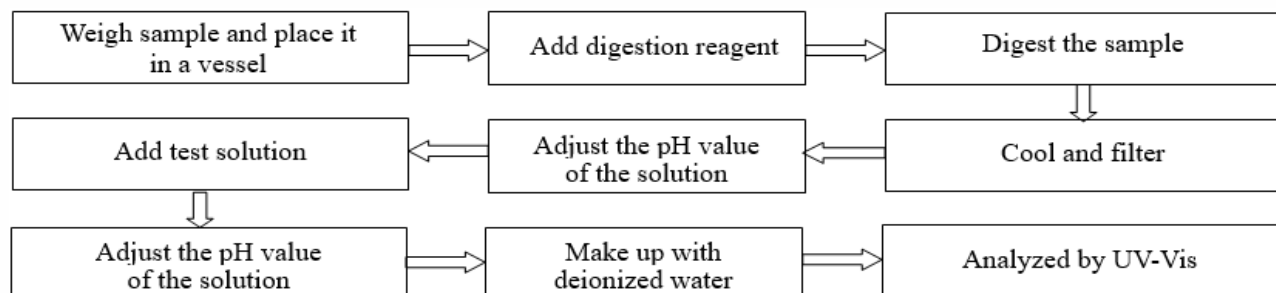 Weigh sample and place it
in a vessel
Add digestion reagent
Digest the sample
Cool and filter
Adjust the pH value
of the solution
Add test solution
Adjust the pH value
of the solution
Make up with
deionized water
Analyzed by UV-Vis